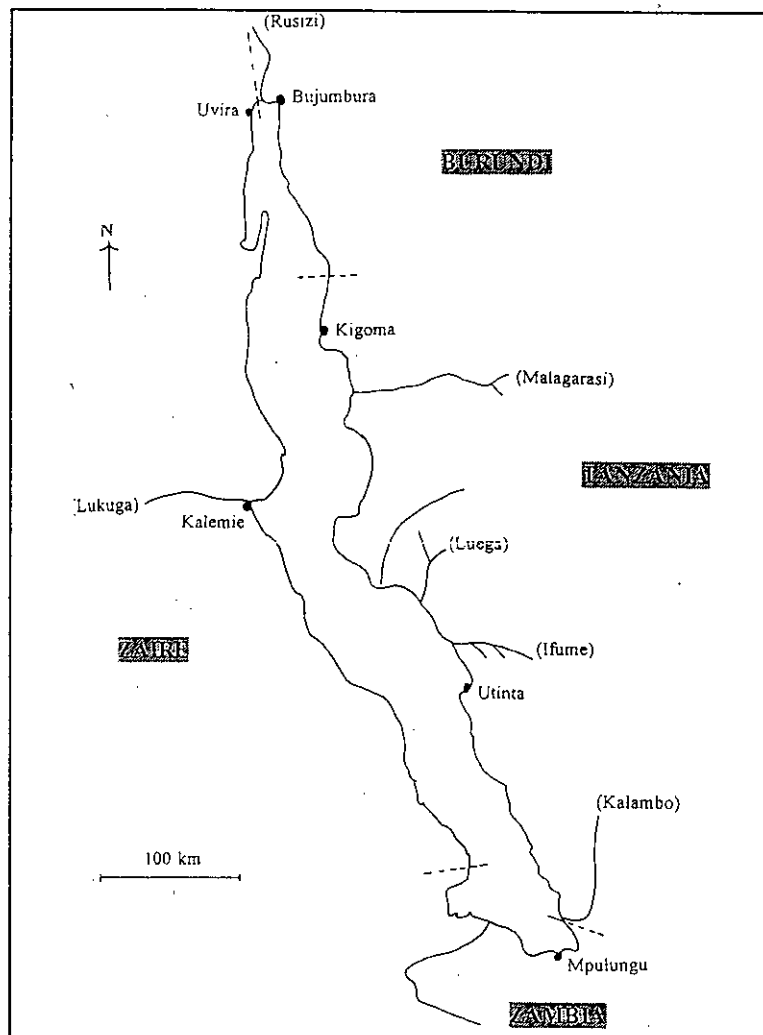 (Rusizi)
Bujumbura
Uvira
BURUNDI
N
Kigoma
(Malagarasi)
TANZANIA
(Lukuga)
Kalemie
(Luega)
ZAIRE
(Ifume)
Utinta
(Kalambo)
100 km
Mpulungu
ZAMBIA